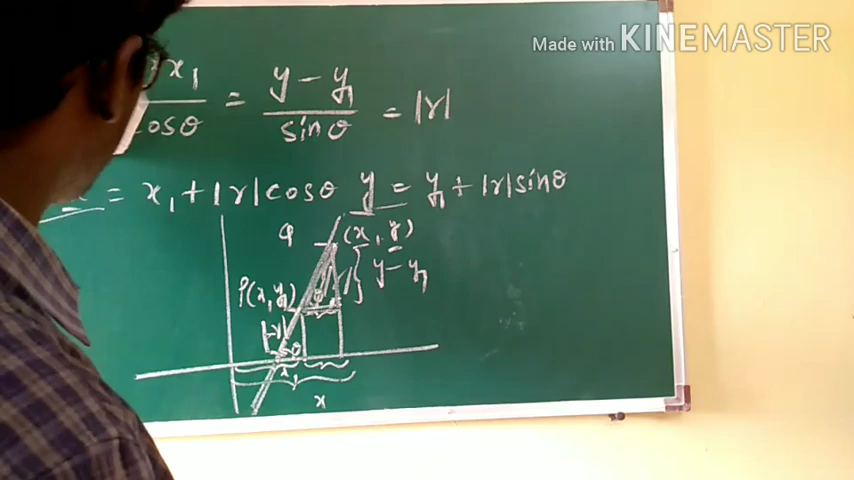 Made with KINEMASTER
x₁ / cosθ = y - y₁ / sinθ = |r|
= x₁ + |r| cosθ y = y₁ + |r| sinθ
Q (x, y)
y - y₁
P(x, y₁)
θ
|-r|
θ
x₁
x